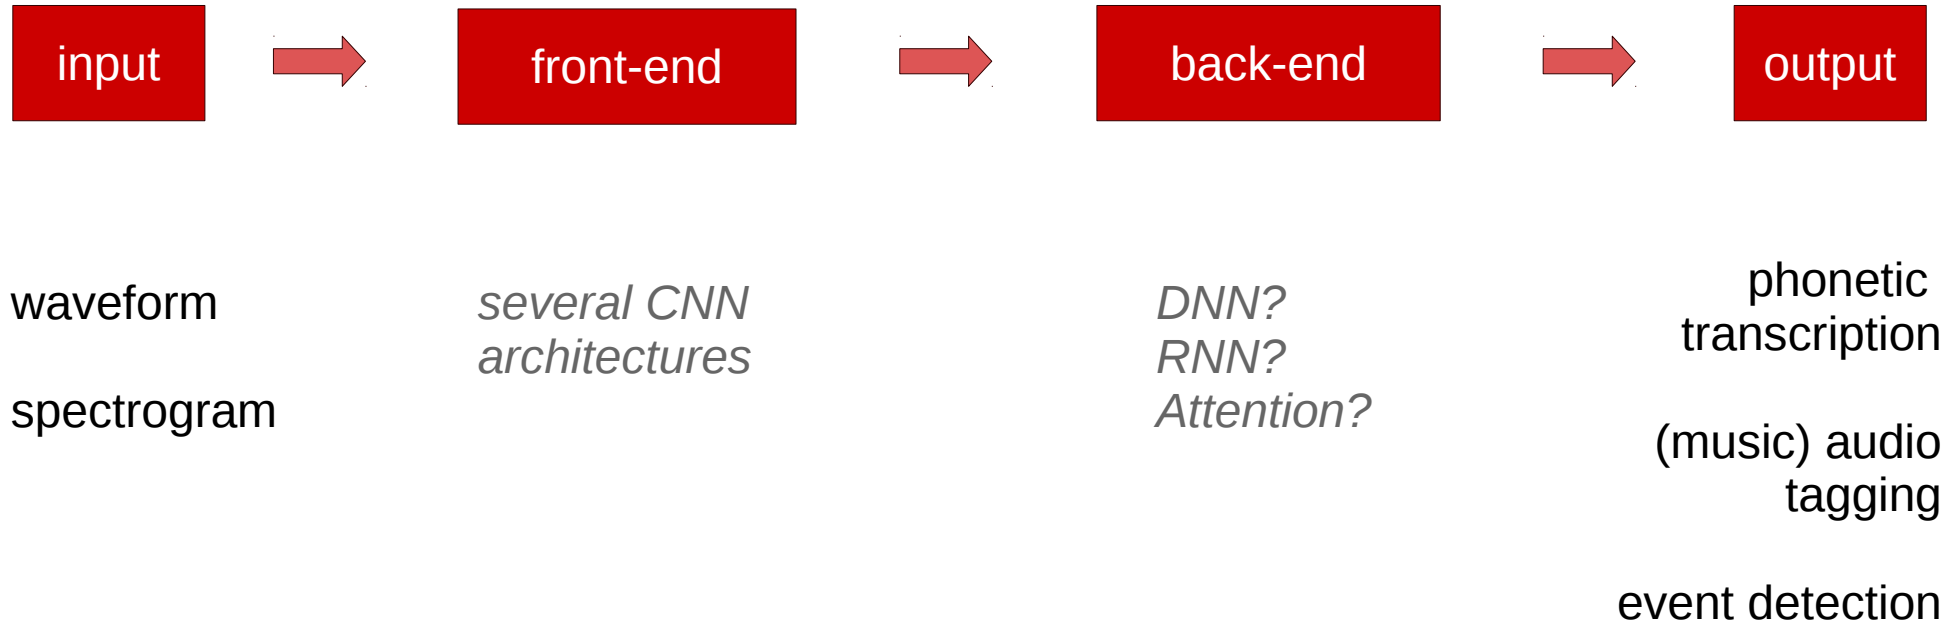 input
front-end
back-end
output
waveform
spectrogram
several CNN
architectures
DNN?
RNN?
Attention?
phonetic
transcription
(music) audio
tagging
event detection